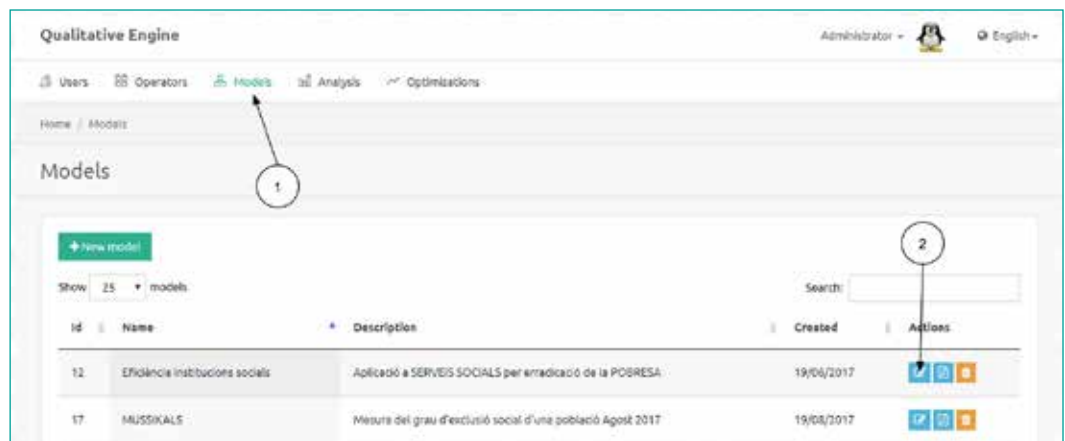 Qualitative Engine Administrator English
Users Operators Models Analysis Optimizations
Home / Models
Models
1
+ New model
2
Show 25 models Search:
Id Name Description Created Actions
12 Eficiència institucions socials Aplicació a SERVEIS SOCIALS per erradicació de la POBRESA 19/06/2017
17 MUSSIKALS Mesura del grau d'exclusió social d'una població Agost 2017 19/08/2017